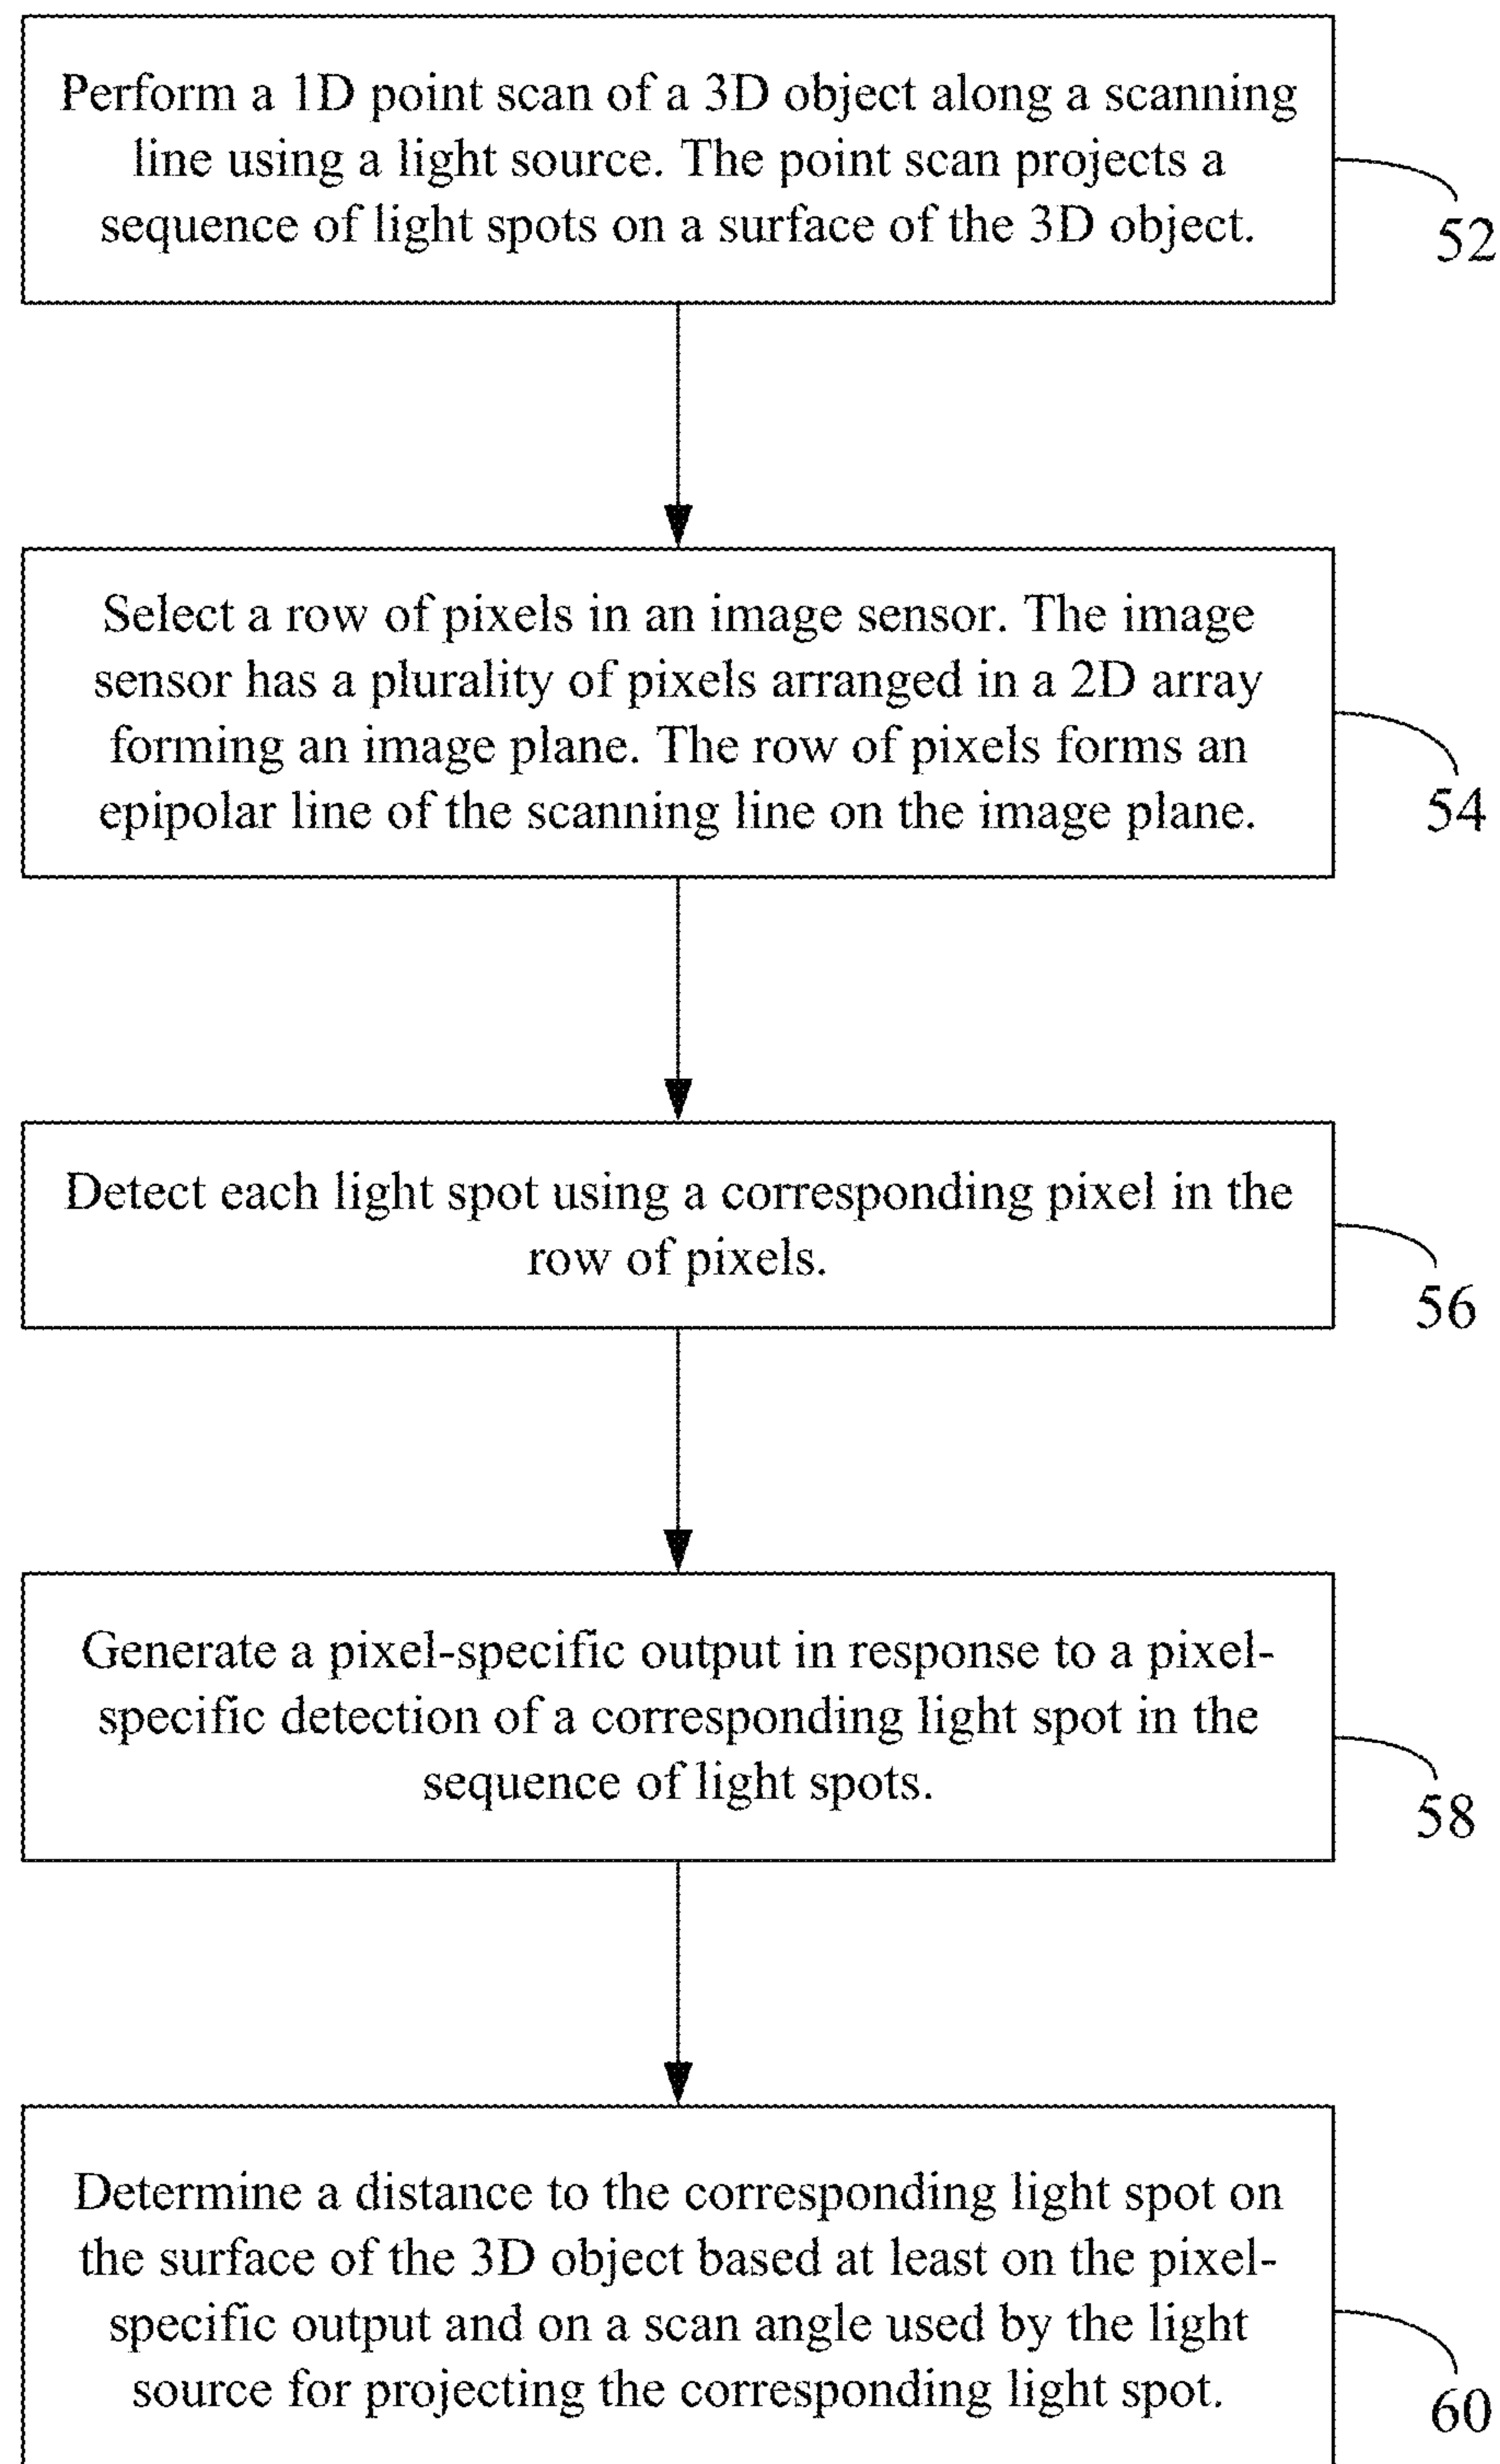 Perform a 1D point scan of a 3D object along a scanning
line using a light source. The point scan projects a
sequence of light spots on a surface of the 3D object.
52
Select a row of pixels in an image sensor. The image
sensor has a plurality of pixels arranged in a 2D array
forming an image plane. The row of pixels forms an
epipolar line of the scanning line on the image plane.
54
Detect each light spot using a corresponding pixel in the
row of pixels.
56
Generate a pixel-specific output in response to a pixel-
specific detection of a corresponding light spot in the
sequence of light spots.
58
Determine a distance to the corresponding light spot on
the surface of the 3D object based at least on the pixel-
specific output and on a scan angle used by the light
source for projecting the corresponding light spot.
60